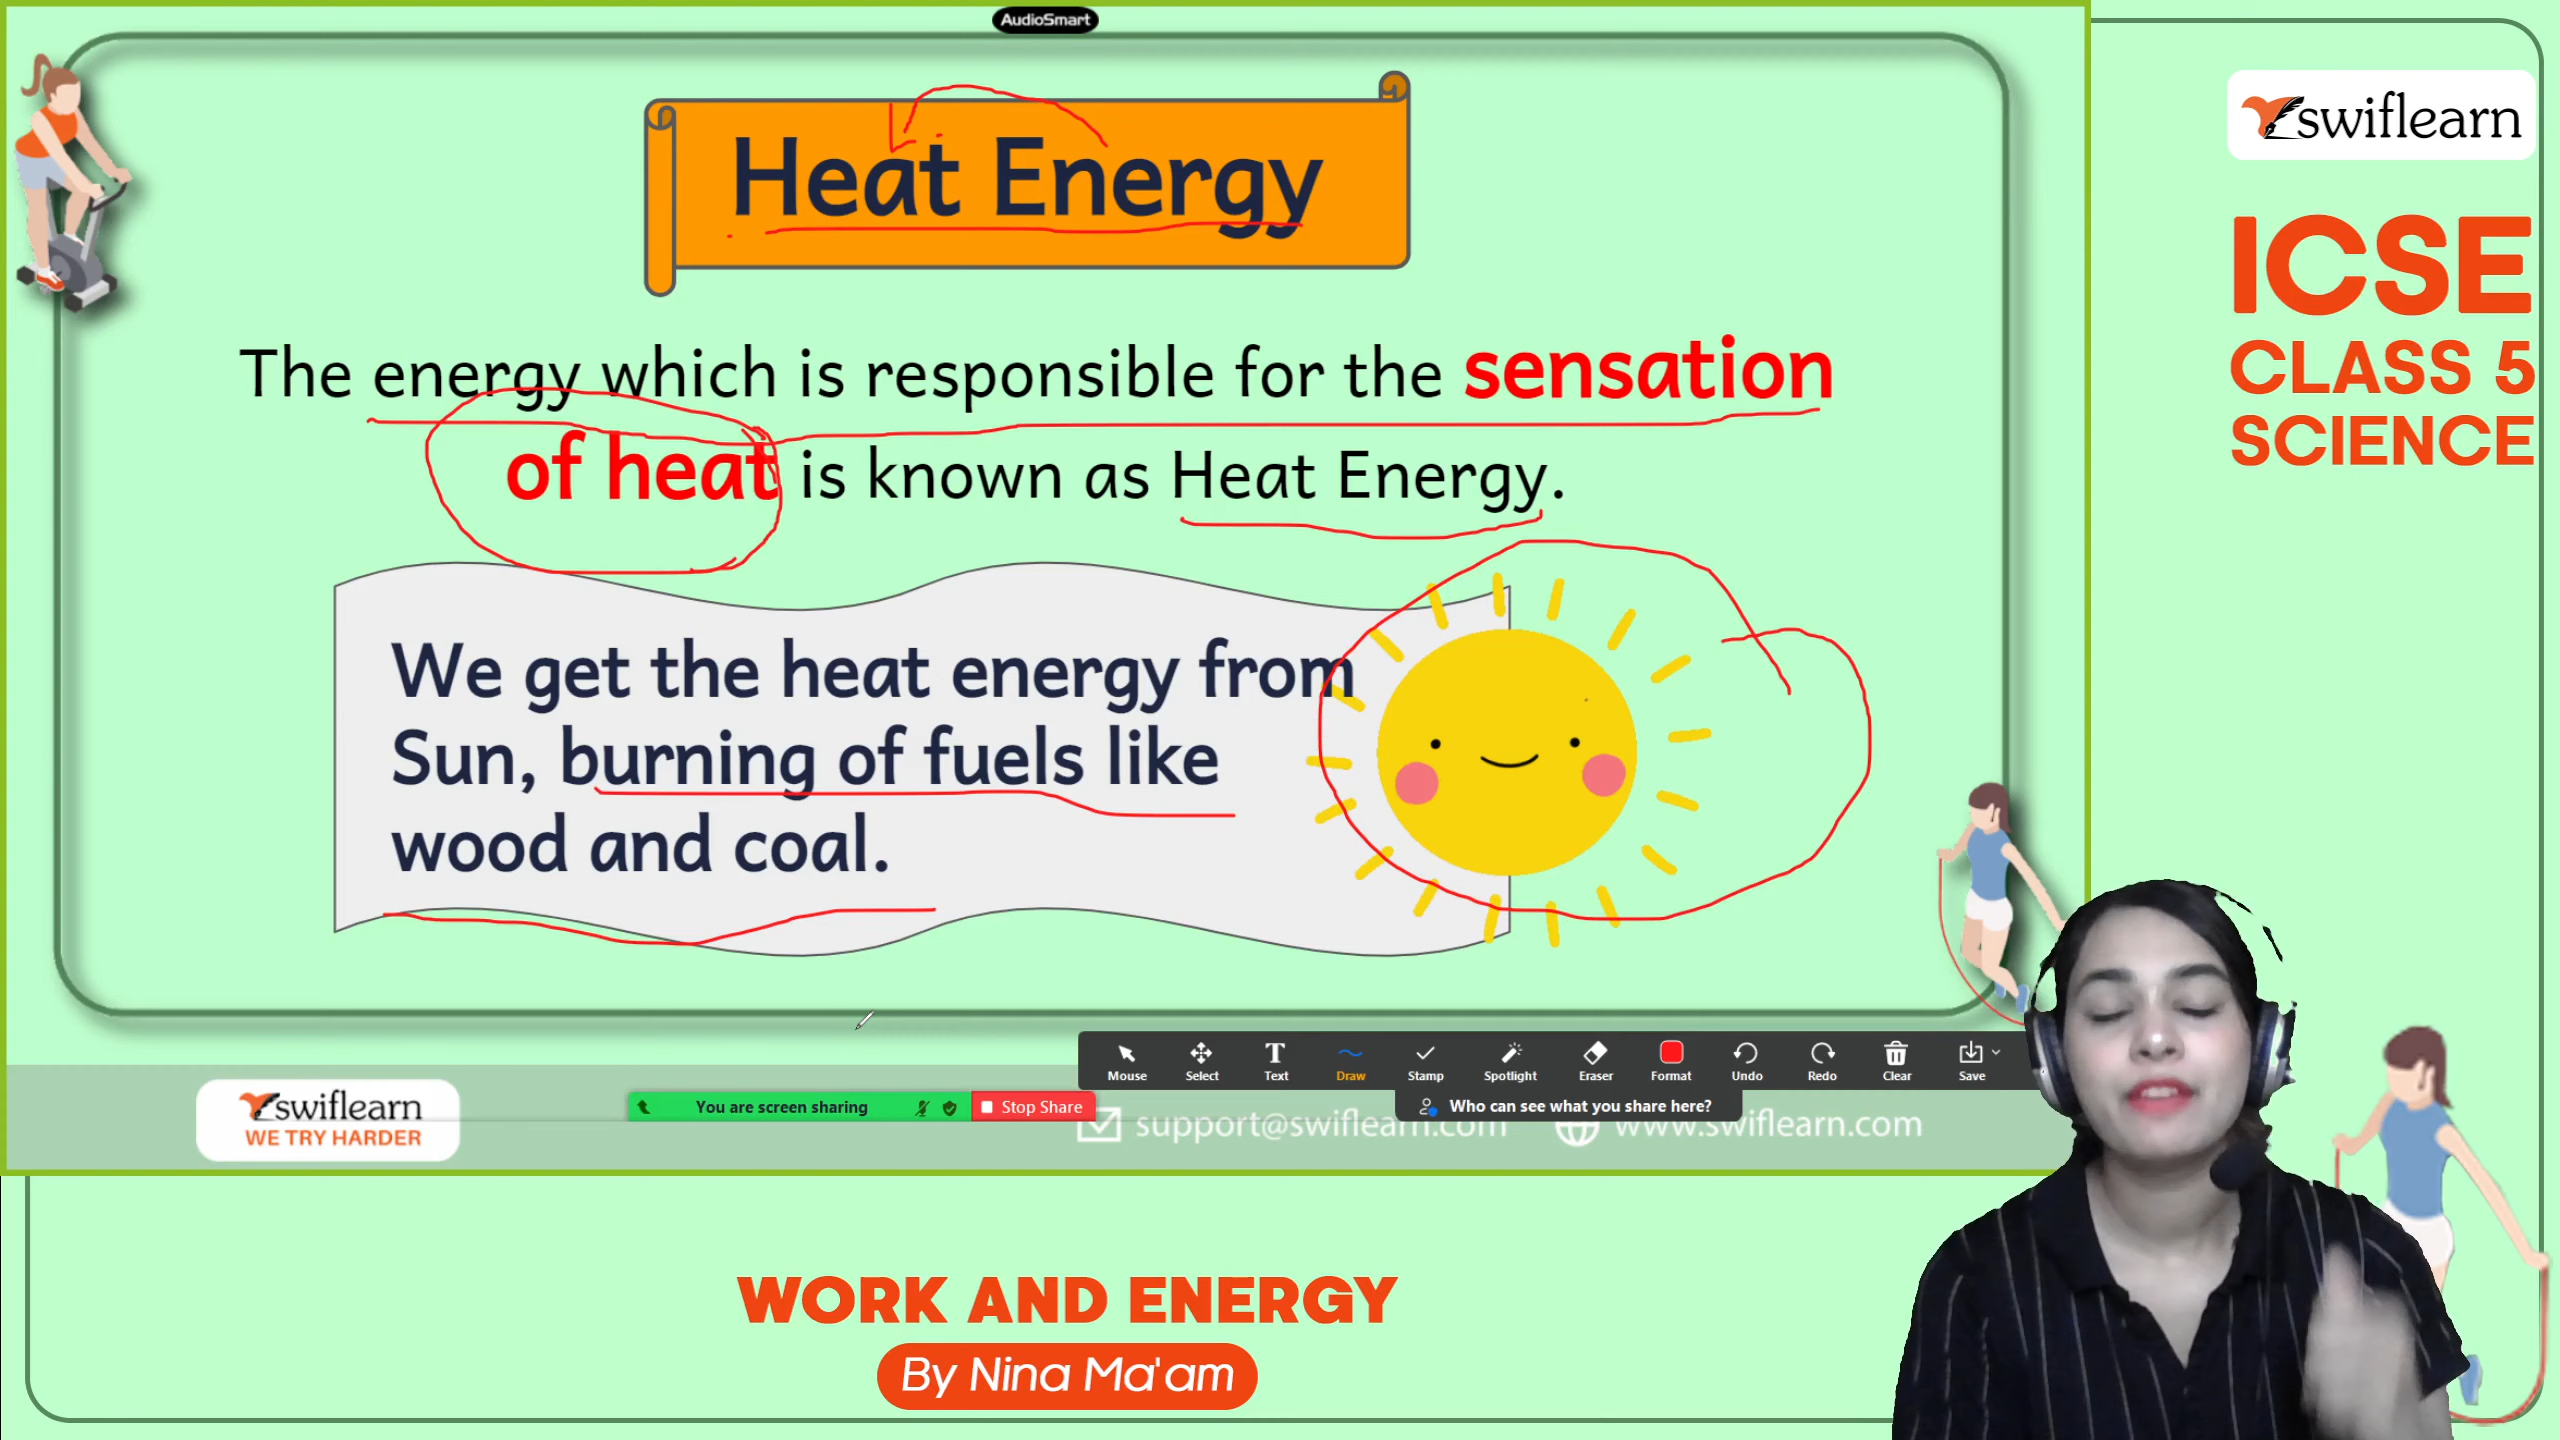 AudioSmart
Heat Energy
The energy which is responsible for the sensation
of heat is known as Heat Energy.
We get the heat energy from
Sun, burning of fuels like
wood and coal.
swiflearn
ICSE
CLASS 5
SCIENCE
Mouse Select Text Draw Stamp Spotlight Eraser Format Undo Redo Clear Save
swiflearn
WE TRY HARDER
You are screen sharing
Stop Share
Who can see what you share here?
support@swiflearn.com
www.swiflearn.com
WORK AND ENERGY
By Nina Ma'am